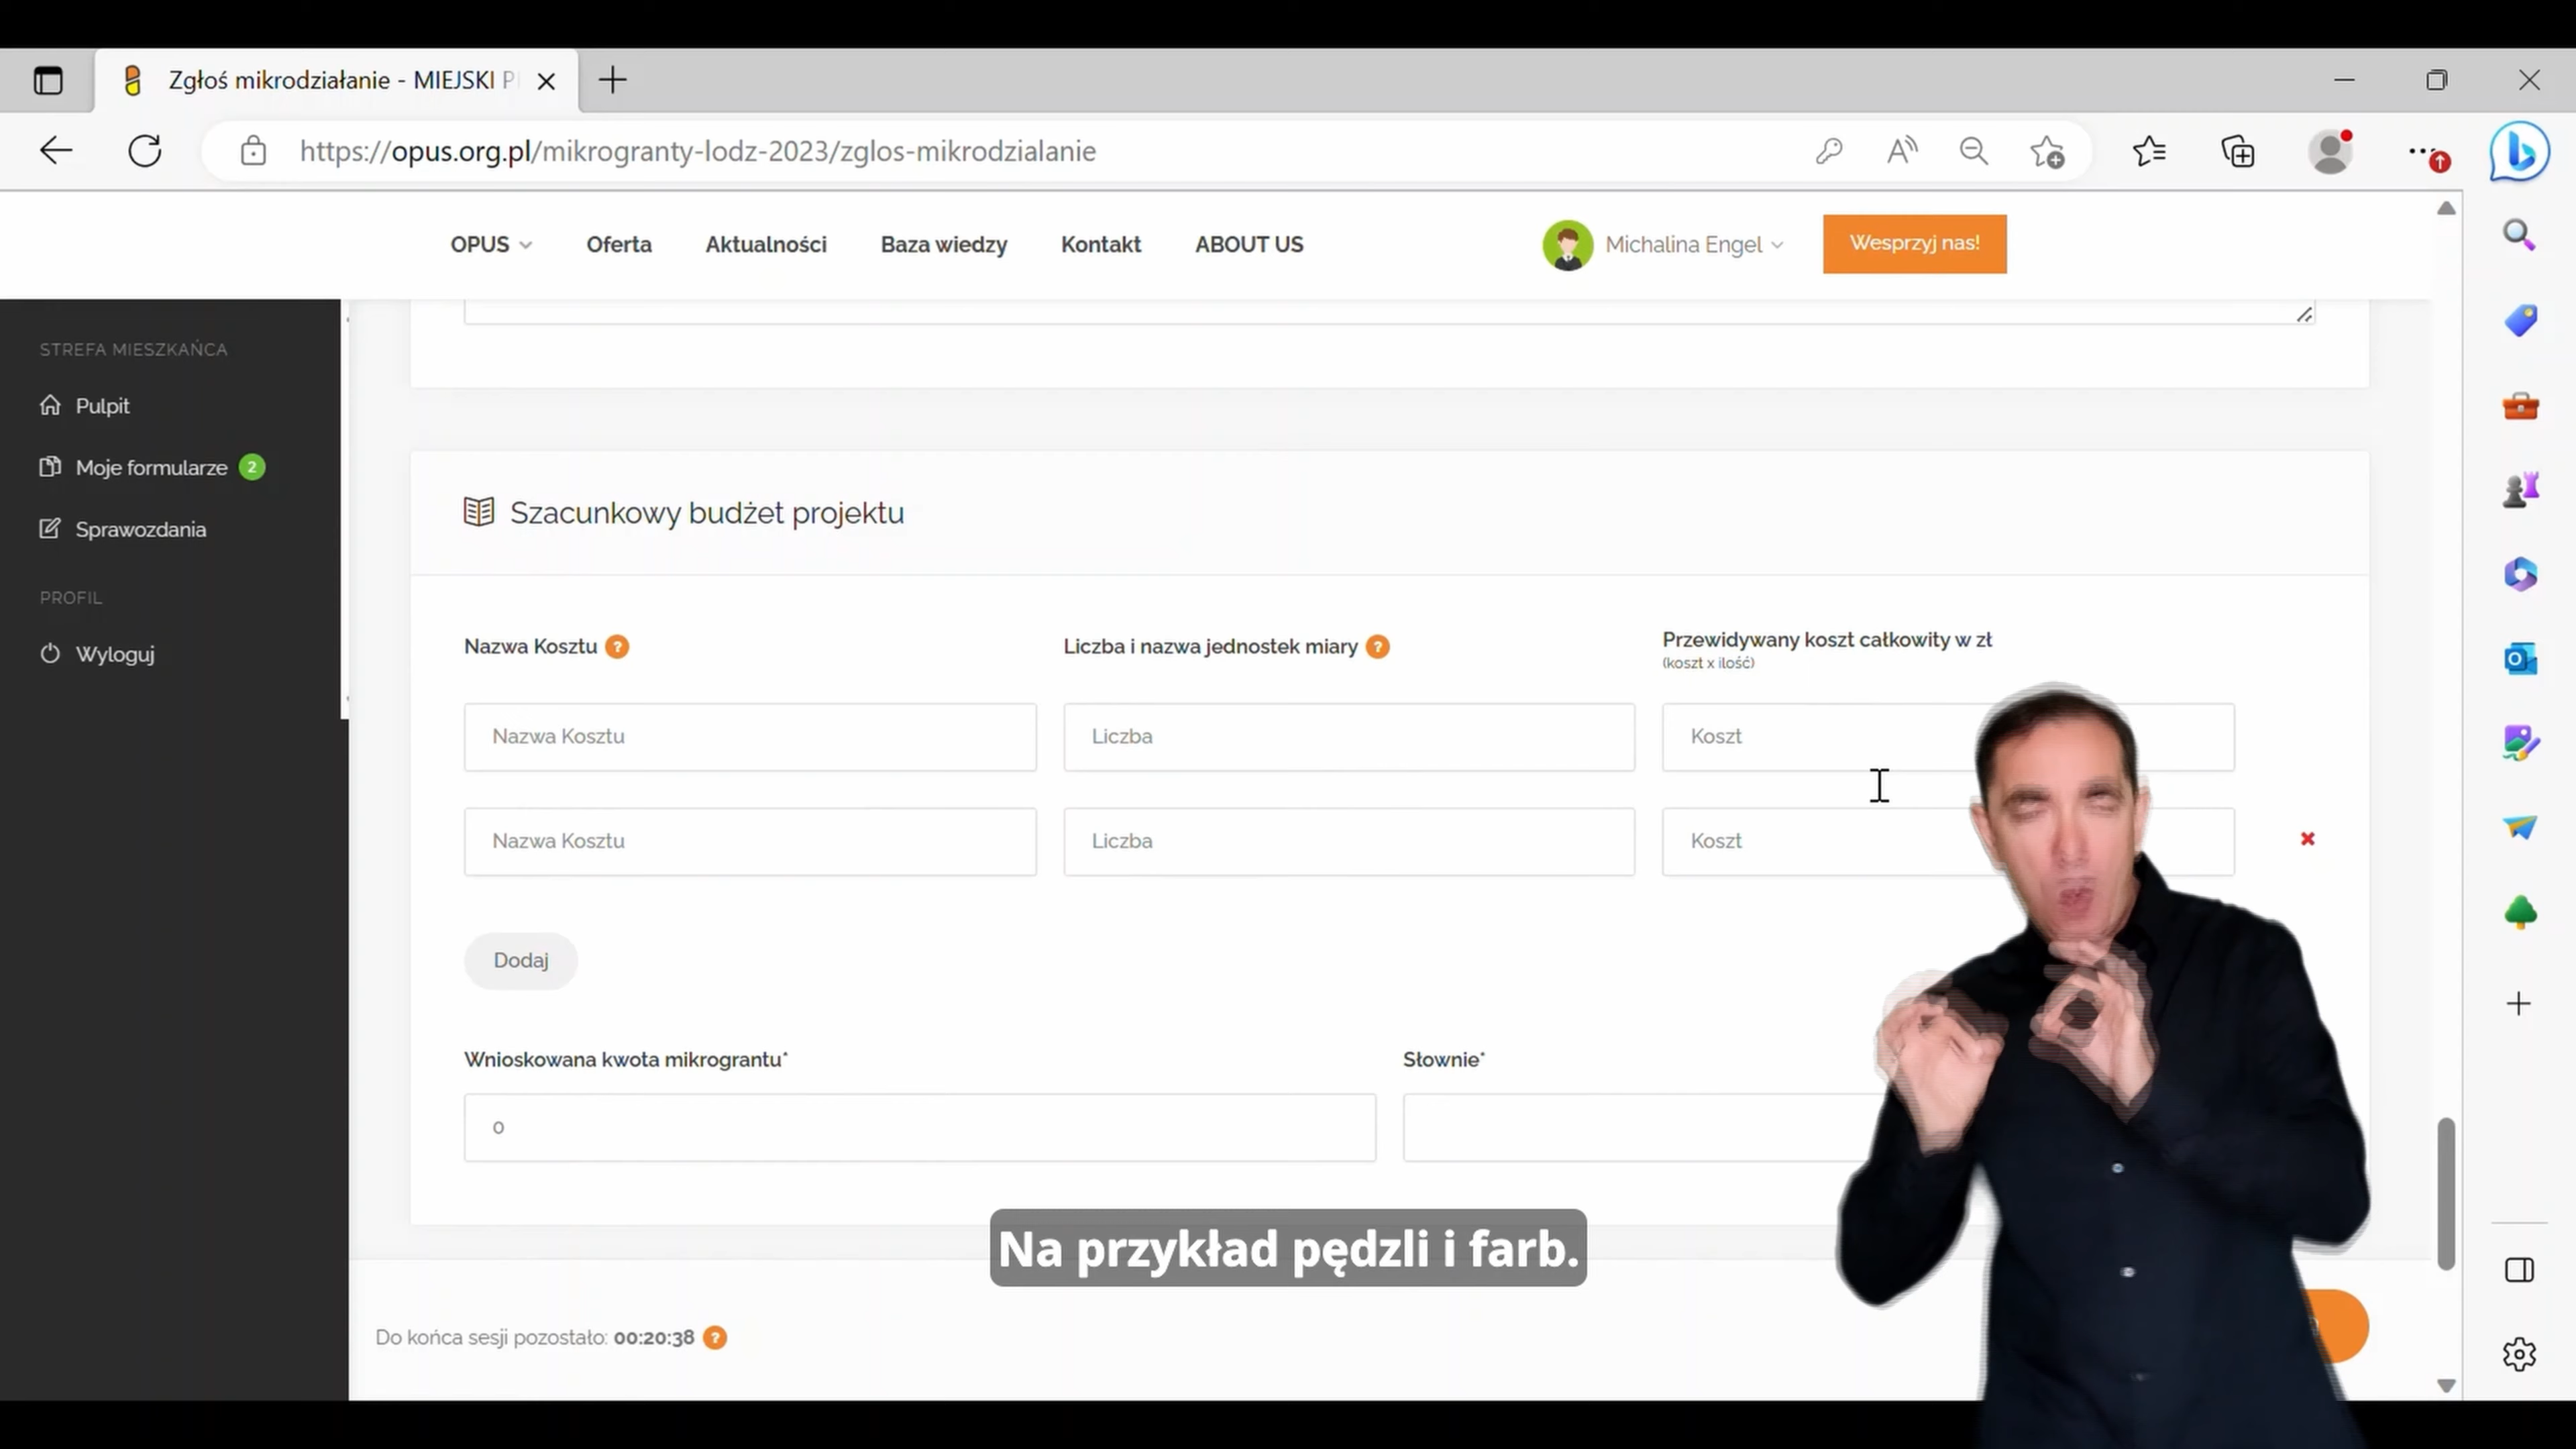 Zgłoś mikrodziałanie - MIEJSKI P
https://opus.org.pl/mikrogranty-lodz-2023/zglos-mikrodzialanie
OPUS Oferta Aktualności Baza wiedzy Kontakt ABOUT US Michalina Engel Wesprzyj nas!
STREFA MIESZKAŃCA
Pulpit
Moje formularze 2
Sprawozdania
PROFIL
Wyloguj
Szacunkowy budżet projektu
Nazwa Kosztu ? Liczba i nazwa jednostek miary ? Przewidywany koszt całkowity w zł
(koszt x ilość)
Nazwa Kosztu Liczba Koszt
Nazwa Kosztu Liczba Koszt
Dodaj
Wnioskowana kwota mikrograntu* Słownie*
0
Na przykład pędzli i farb.
Do końca sesji pozostało: 00:20:38 ?